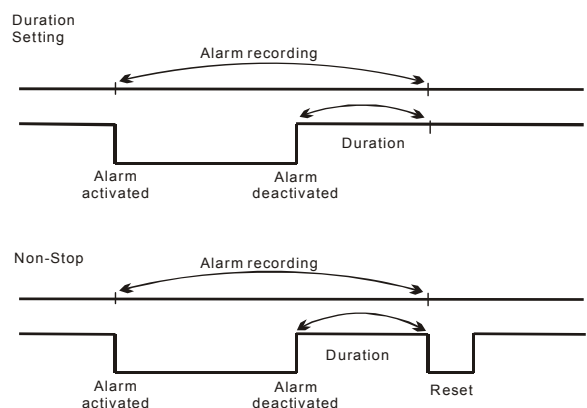 Duration
Setting
Alarm recording
Duration
Alarm
activated
Alarm
deactivated
Non-Stop
Alarm recording
Duration
Alarm
activated
Alarm
deactivated
Reset